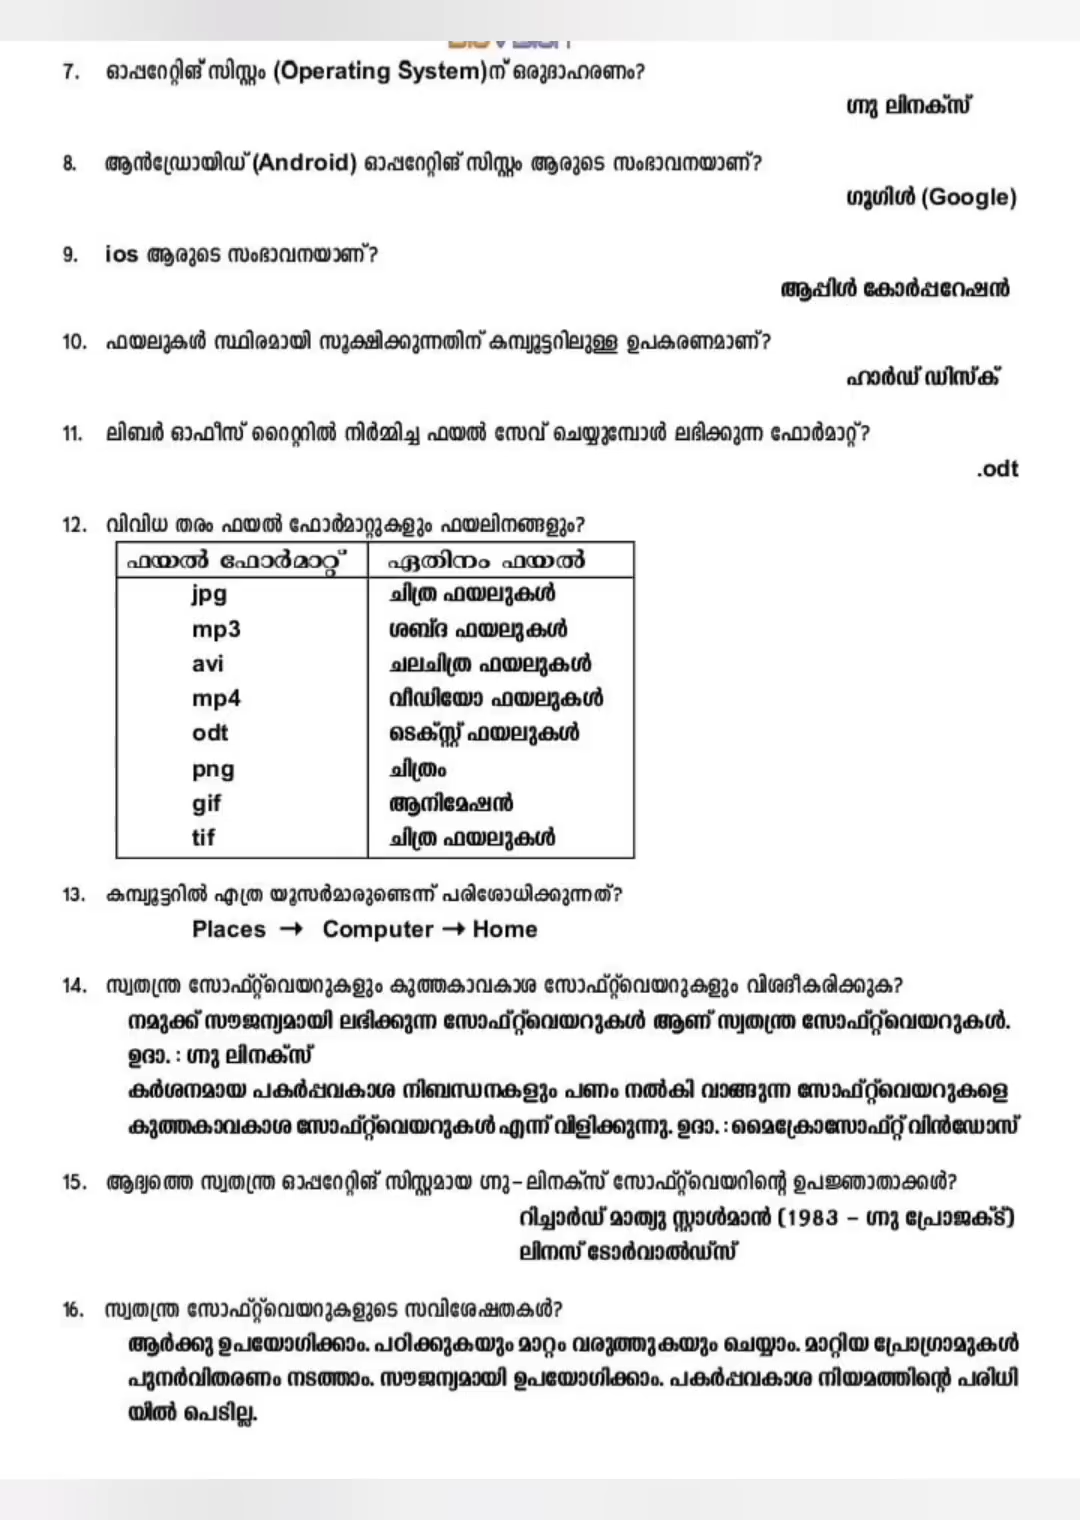 7. ഓപ്പറേറ്റിങ് സിസ്റ്റം (Operating System)ന് ഒരുദാഹരണം?
ഗ്നു ലിനക്സ്
8. ആൻഡ്രോയിഡ് (Android) ഓപ്പറേറ്റിങ് സിസ്റ്റം ആരുടെ സംഭാവനയാണ്?
ഗൂഗിൾ (Google)
9. ios ആരുടെ സംഭാവനയാണ്?
ആപ്പിൾ കോർപ്പറേഷൻ
10. ഫയലുകൾ സ്ഥിരമായി സൂക്ഷിക്കുന്നതിന് കമ്പ്യൂട്ടറിലുള്ള ഉപകരണമാണ്?
ഹാർഡ് ഡിസ്ക്
11. ലിബർ ഓഫീസ് റൈറ്ററിൽ നിർമ്മിച്ച ഫയൽ സേവ് ചെയ്യുമ്പോൾ ലഭിക്കുന്ന ഫോർമാറ്റ്?
.odt
12. വിവിധ തരം ഫയൽ ഫോർമാറ്റുകളും ഫയലിനങ്ങളും?
ഫയൽ ഫോർമാറ്റ് ഏതിനം ഫയൽ
jpg ചിത്ര ഫയലുകൾ
mp3 ശബ്ദ ഫയലുകൾ
avi ചലചിത്ര ഫയലുകൾ
mp4 വീഡിയോ ഫയലുകൾ
odt ടെക്സ്റ്റ് ഫയലുകൾ
png ചിത്രം
gif ആനിമേഷൻ
tif ചിത്ര ഫയലുകൾ
13. കമ്പ്യൂട്ടറിൽ എത്ര യൂസർമാരുണ്ടെന്ന് പരിശോധിക്കുന്നത്?
Places → Computer → Home
14. സ്വതന്ത്ര സോഫ്റ്റ്‌വെയറുകളും കുത്തകാവകാശ സോഫ്റ്റ്‌വെയറുകളും വിശദീകരിക്കുക?
നമുക്ക് സൗജന്യമായി ലഭിക്കുന്ന സോഫ്റ്റ്‌വെയറുകൾ ആണ് സ്വതന്ത്ര സോഫ്റ്റ്‌വെയറുകൾ.
ഉദാ. : ഗ്നു ലിനക്സ്
കർശനമായ പകർപ്പവകാശ നിബന്ധനകളും പണം നൽകി വാങ്ങുന്ന സോഫ്റ്റ്‌വെയറുകളെ
കുത്തകാവകാശ സോഫ്റ്റ്‌വെയറുകൾ എന്ന് വിളിക്കുന്നു. ഉദാ. : മൈക്രോസോഫ്റ്റ് വിൻഡോസ്
15. ആദ്യത്തെ സ്വതന്ത്ര ഓപ്പറേറ്റിങ് സിസ്റ്റമായ ഗ്നു - ലിനക്സ് സോഫ്റ്റ്‌വെയറിന്റെ ഉപജ്ഞാതാക്കൾ?
റിച്ചാർഡ് മാത്യു സ്റ്റാൾമാൻ (1983 – ഗ്നു പ്രോജക്ട്)
ലിനസ് ടോർവാൽഡ്സ്
16. സ്വതന്ത്ര സോഫ്റ്റ്‌വെയറുകളുടെ സവിശേഷതകൾ?
ആർക്കു ഉപയോഗിക്കാം. പഠിക്കുകയും മാറ്റം വരുത്തുകയും ചെയ്യാം. മാറ്റിയ പ്രോഗ്രാമുകൾ
പുനർവിതരണം നടത്താം. സൗജന്യമായി ഉപയോഗിക്കാം. പകർപ്പവകാശ നിയമത്തിന്റെ പരിധി
യിൽ പെടില്ല.